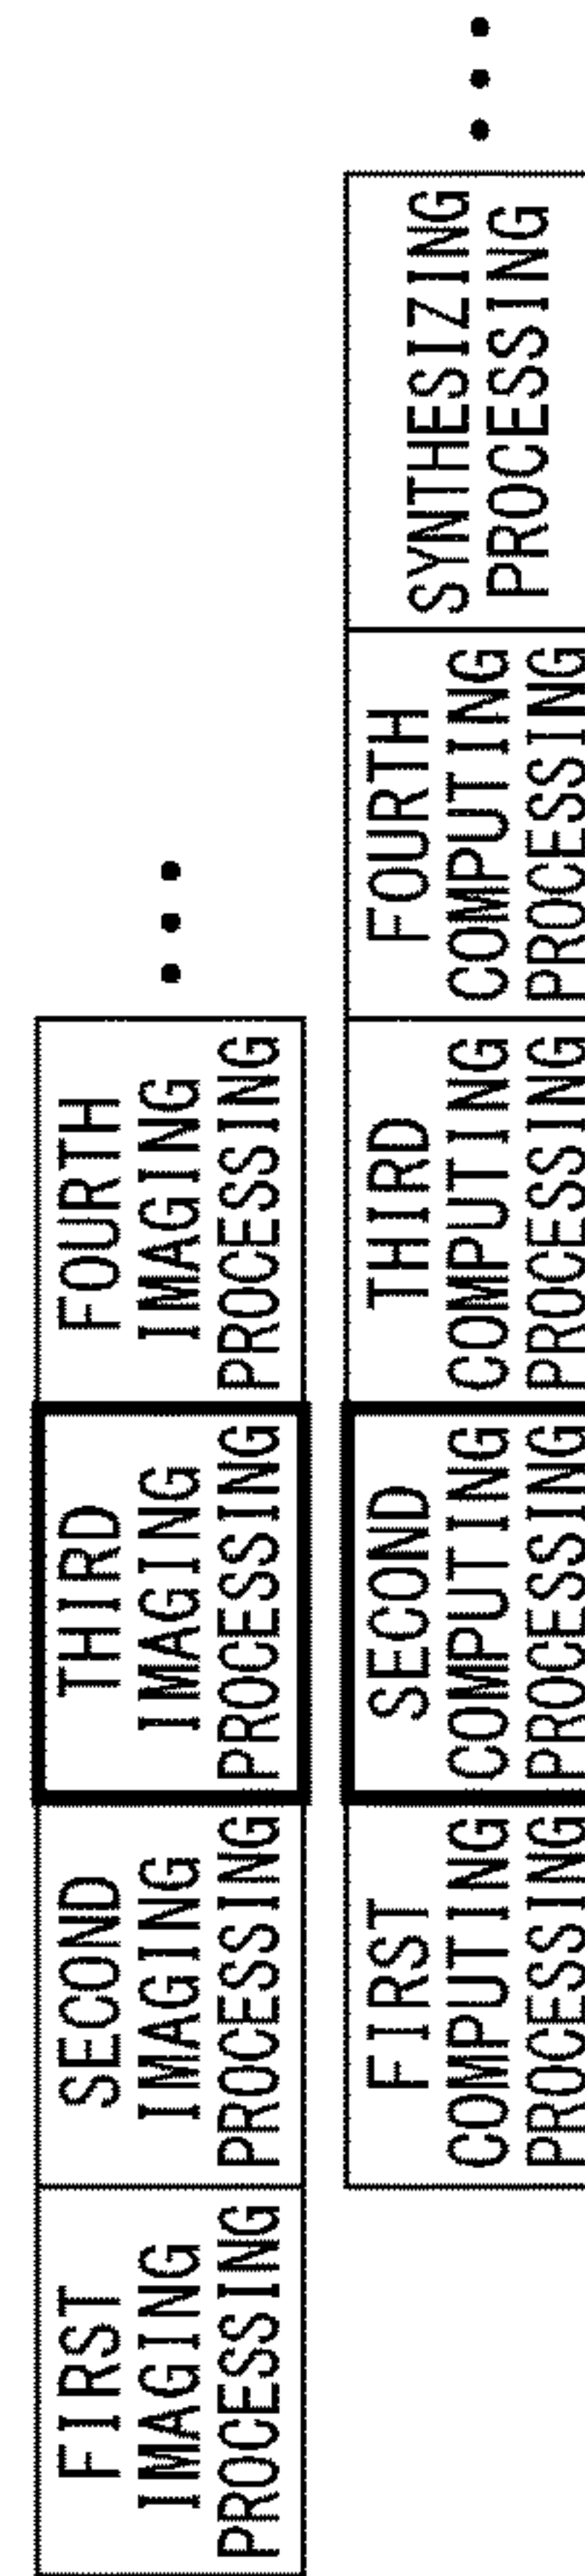 FIRST
IMAGING
PROCESSING
SECOND
IMAGING
PROCESSING
THIRD
IMAGING
PROCESSING
FOURTH
IMAGING
PROCESSING
• • •
FIRST
COMPUTING
PROCESSING
SECOND
COMPUTING
PROCESSING
THIRD
COMPUTING
PROCESSING
FOURTH
COMPUTING
PROCESSING
SYNTHESIZING
PROCESSING
• • •